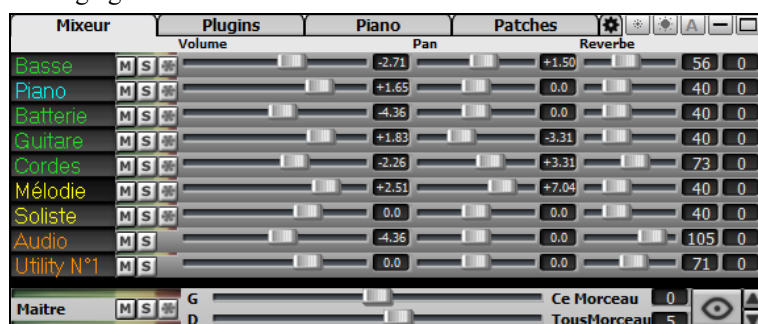 Mixeur Plugins Piano Patches A
Volume Pan Reverbe
Basse M S -2.71 +1.50 56 0
Piano M S +1.65 0.0 40 0
Batterie M S -4.36 0.0 40 0
Guitare M S +1.83 -3.31 40 0
Cordes M S -2.26 +3.31 73 0
Mélodie M S +2.51 +7.04 40 0
Soliste M S 0.0 0.0 40 0
Audio M S -4.36 0.0 105 0
Utility N°1 M S 0.0 0.0 71 0
Maitre M S G Ce Morceau 0
D TousMorceau 5